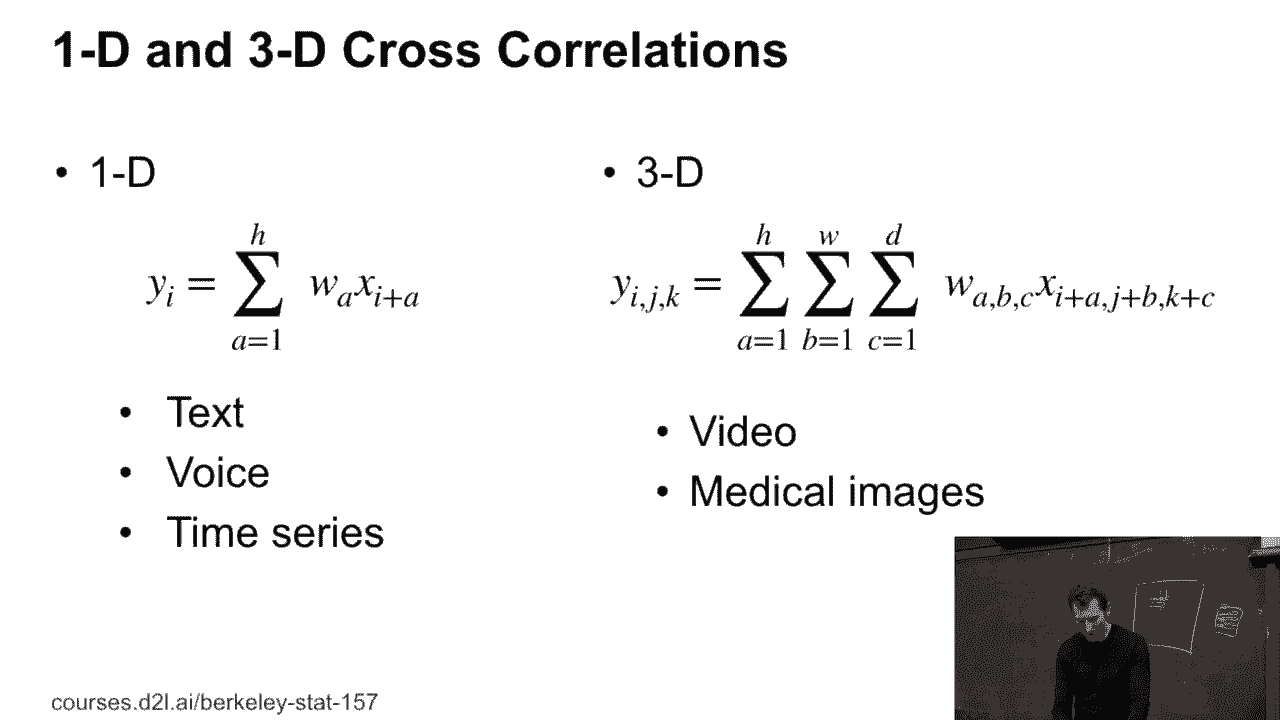 1-D and 3-D Cross Correlations
• 1-D
y_i = \sum_{a=1}^{h} w_a x_{i+a}
• Text
• Voice
• Time series
• 3-D
y_{i,j,k} = \sum_{a=1}^{h} \sum_{b=1}^{w} \sum_{c=1}^{d} w_{a,b,c} x_{i+a,j+b,k+c}
• Video
• Medical images
courses.d2l.ai/berkeley-stat-157